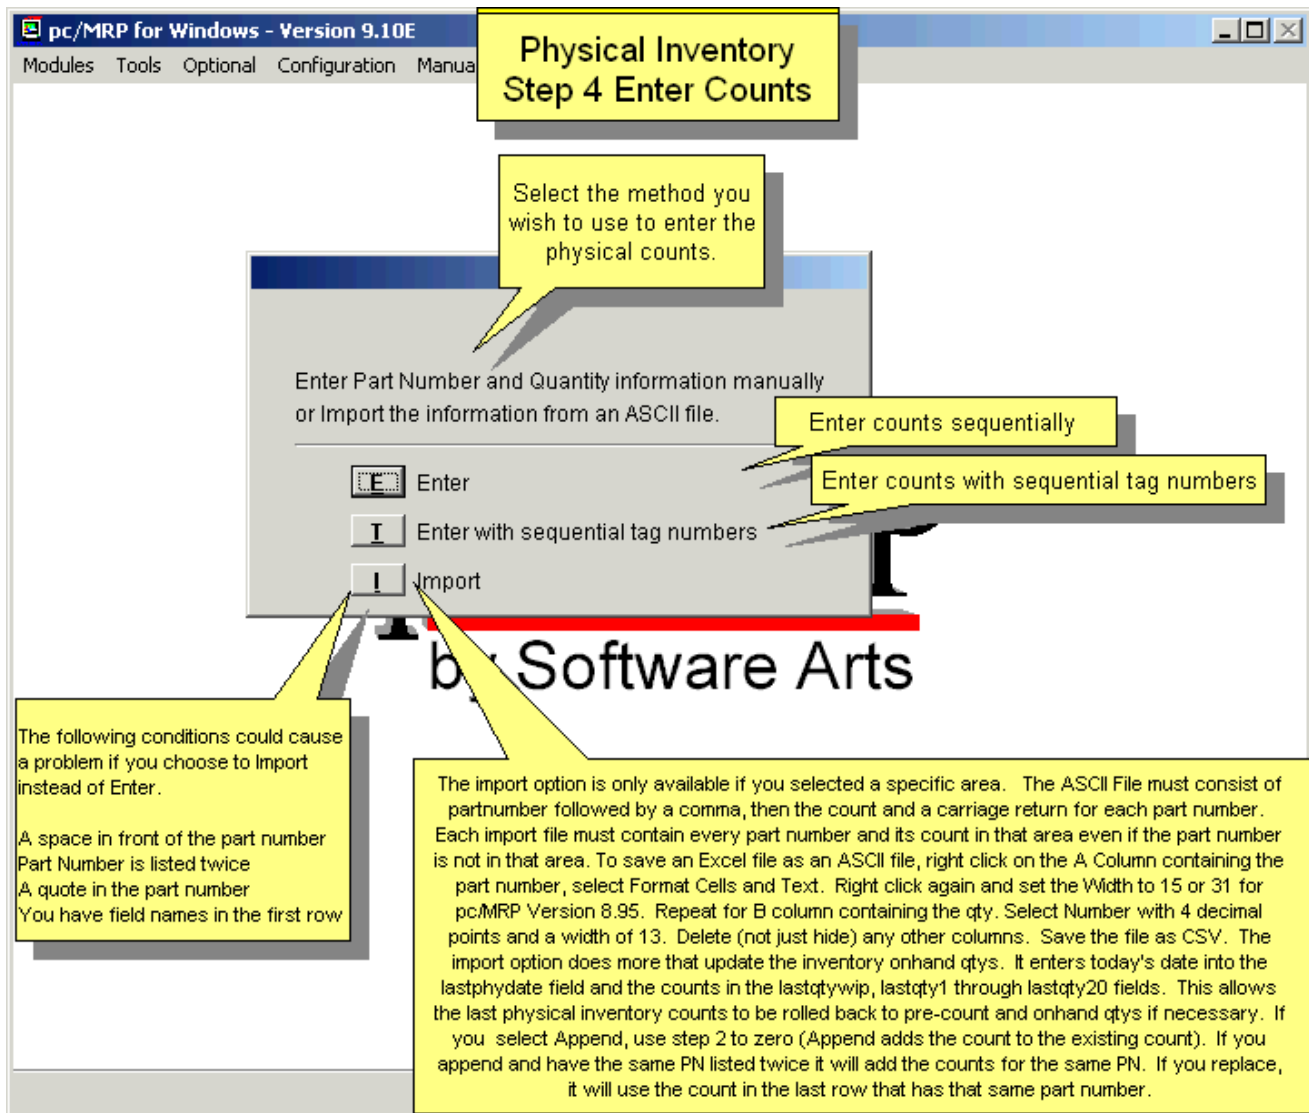 pc/MRP for Windows - Version 9.10E
Modules Tools Optional Configuration Manua
Physical Inventory
Step 4 Enter Counts
Select the method you
wish to use to enter the
physical counts.
Enter Part Number and Quantity information manually
or Import the information from an ASCII file.
Enter counts sequentially
E Enter
Enter counts with sequential tag numbers
T Enter with sequential tag numbers
I Import
by Software Arts
The following conditions could cause
a problem if you choose to Import
instead of Enter.
A space in front of the part number
Part Number is listed twice
A quote in the part number
You have field names in the first row
The import option is only available if you selected a specific area. The ASCII File must consist of
partnumber followed by a comma, then the count and a carriage return for each part number.
Each import file must contain every part number and its count in that area even if the part number
is not in that area. To save an Excel file as an ASCII file, right click on the A Column containing the
part number, select Format Cells and Text. Right click again and set the Width to 15 or 31 for
pc/MRP Version 8.95. Repeat for B column containing the qty. Select Number with 4 decimal
points and a width of 13. Delete (not just hide) any other columns. Save the file as CSV. The
import option does more that update the inventory onhand qtys. It enters today's date into the
lastphydate field and the counts in the lastqtywip, lastqty1 through lastqty20 fields. This allows
the last physical inventory counts to be rolled back to pre-count and onhand qtys if necessary. If
you select Append, use step 2 to zero (Append adds the count to the existing count). If you
append and have the same PN listed twice it will add the counts for the same PN. If you replace,
it will use the count in the last row that has that same part number.